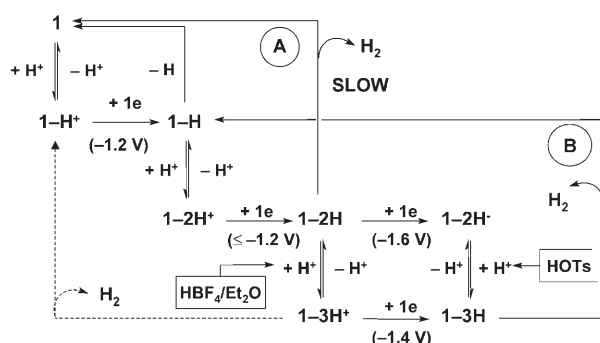 1
A
H2
+ H+
– H+
– H
SLOW
+ 1e
1–H+
1–H
(–1.2 V)
B
+ H+
– H+
H2
+ 1e
+ 1e
1–2H+
1–2H
1–2H-
(≤ –1.2 V)
(–1.6 V)
+ H+
– H+
– H+
+ H+
HOTs
HBF4/Et2O
H2
+ 1e
1–3H+
1–3H
(–1.4 V)